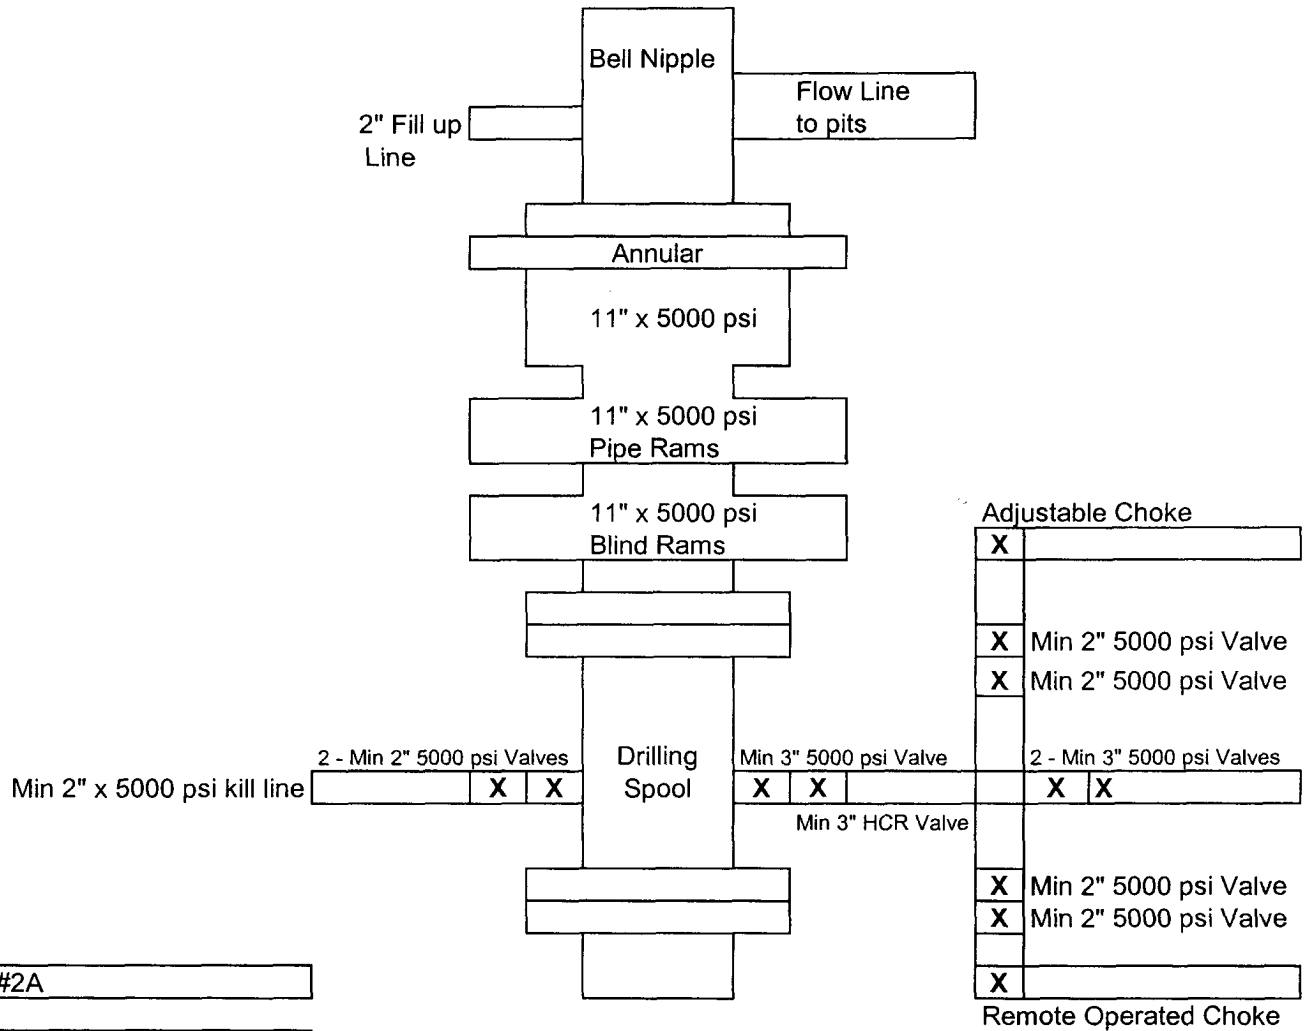 Bell Nipple
Flow Line
to pits
2" Fill up
Line
Annular
11" x 5000 psi
11" x 5000 psi
Pipe Rams
11" x 5000 psi
Blind Rams
Adjustable Choke
X
X Min 2" 5000 psi Valve
X Min 2" 5000 psi Valve
2 - Min 2" 5000 psi Valves
Drilling
Spool
Min 3" 5000 psi Valve
2 - Min 3" 5000 psi Valves
Min 2" x 5000 psi kill line
X X
X X
X X
Min 3" HCR Valve
X Min 2" 5000 psi Valve
X Min 2" 5000 psi Valve
#2A
X
Remote Operated Choke